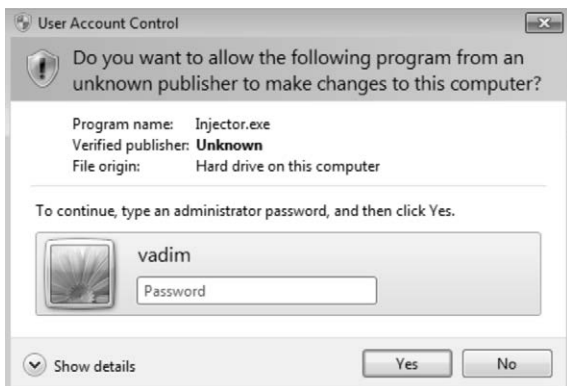 User Account Control
Do you want to allow the following program from an
unknown publisher to make changes to this computer?
Program name: Injector.exe
Verified publisher: Unknown
File origin: Hard drive on this computer
To continue, type an administrator password, and then click Yes.
vadim
Password
Show details
Yes
No